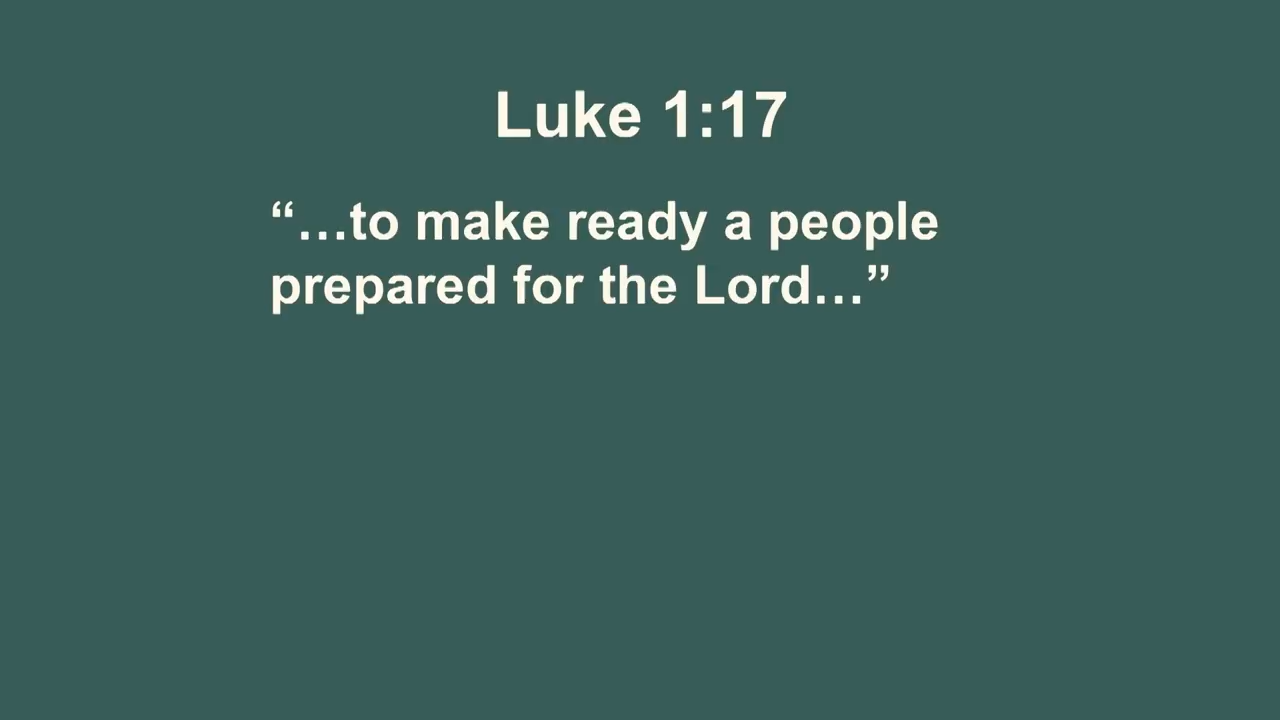 Luke 1:17
“…to make ready a people
prepared for the Lord…”